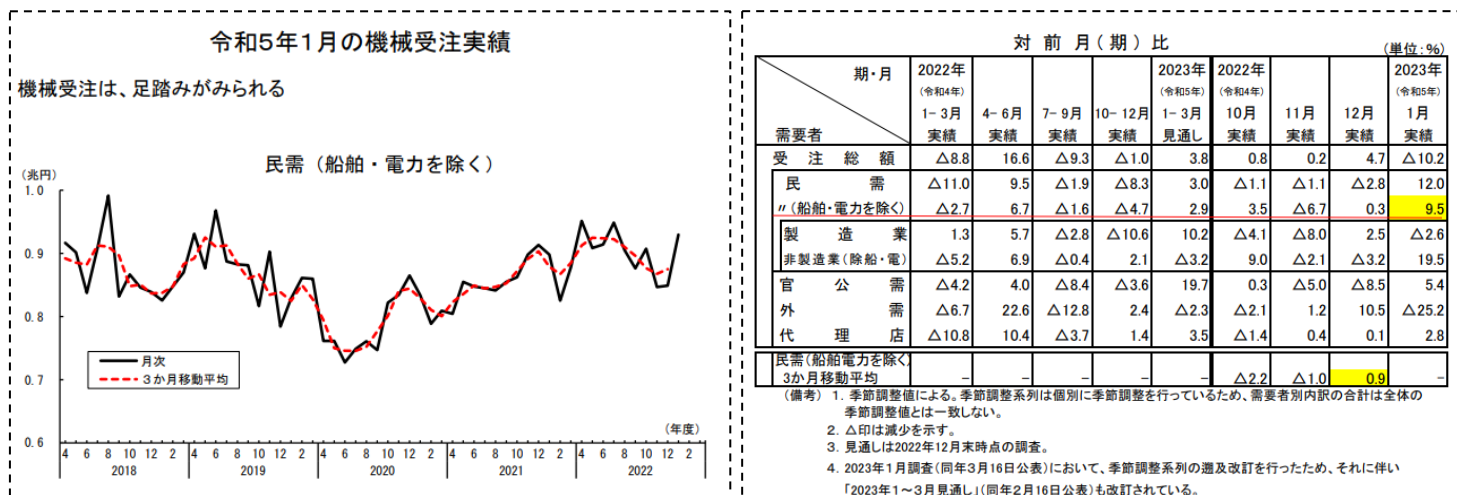 令和5年1月の機械受注実績
機械受注は、足踏みがみられる
民需（船舶・電力を除く）
（兆円）
1.0
0.9
0.8
0.7
0.6
月次
3か月移動平均
（年度）
4 6 8 10 12 2 4 6 8 10 12 2 4 6 8 10 12 2 4 6 8 10 12 2 4 6 8 10 12 2
2018 2019 2020 2021 2022
対前月（期）比
（単位：％）
期・月 2022年 2023年 2022年 2023年
（令和4年） （令和5年） （令和4年） （令和5年）
1-3月 4-6月 7-9月 10-12月 1-3月 10月 11月 12月 1月
需要者 実績 実績 実績 実績 見通し 実績 実績 実績 実績
受注総額 △8.8 16.6 △9.3 △1.0 3.8 0.8 0.2 4.7 △10.2
民需 △11.0 9.5 △1.9 △8.3 3.0 △1.1 △1.1 △2.8 12.0
〃（船舶・電力を除く） △2.7 6.7 △1.6 △4.7 2.9 3.5 △6.7 0.3 9.5
製造業 1.3 5.7 △2.8 △10.6 10.2 △4.1 △8.0 2.5 △2.6
非製造業（除船・電） △5.2 6.9 △0.4 2.1 △3.2 9.0 △2.1 △3.2 19.5
官公需 △4.2 4.0 △8.4 △3.6 19.7 0.3 △5.0 △8.5 5.4
外需 △6.7 22.6 △12.8 2.4 △2.3 △2.1 1.2 10.5 △25.2
代理店 △10.8 10.4 △3.7 1.4 3.5 △1.4 0.4 0.1 2.8
民需（船舶電力を除く）
3か月移動平均 － － － － － △2.2 △1.0 0.9 －
（備考） 1．季節調整値による。季節調整系列は個別に季節調整を行っているため、需要者別内訳の合計は全体の
季節調整値とは一致しない。
2．△印は減少を示す。
3．見通しは2022年12月末時点の調査。
4．2023年1月調査（同年3月16日公表）において、季節調整系列の遡及改訂を行ったため、それに伴い
「2023年1～3月見通し」（同年2月16日公表）も改訂されている。